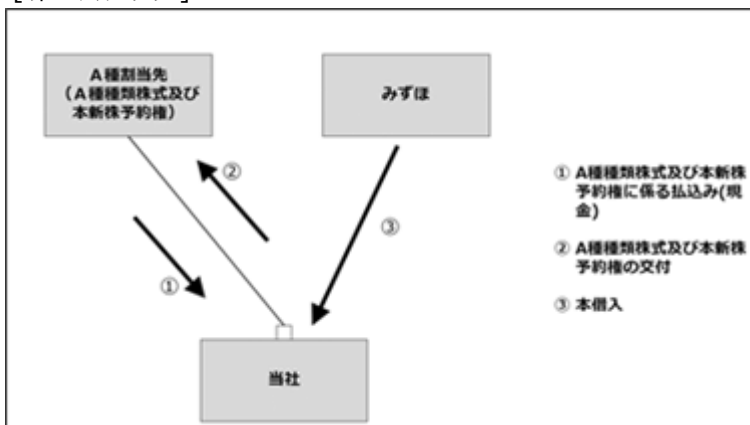 A種割当先
（A種種類株式及び
本新株予約権）
みずほ
②
③
①
当社
① A種種類株式及び本新株
予約権に係る払込み(現
金)
② A種種類株式及び本新株
予約権の交付
③ 本借入